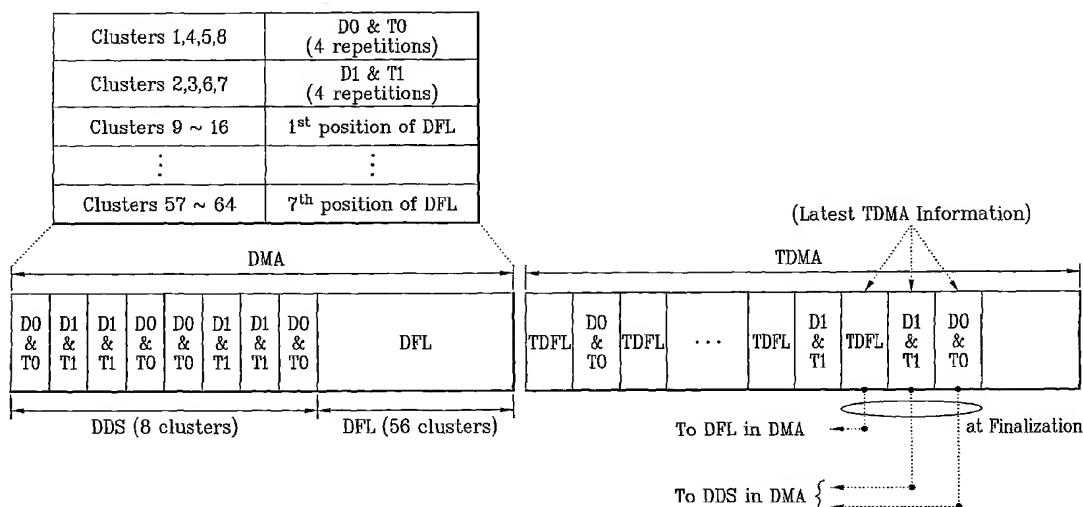 Clusters 1,4,5,8
D0 & T0
(4 repetitions)
Clusters 2,3,6,7
D1 & T1
(4 repetitions)
Clusters 9 ~ 16
1st position of DFL
⋮
⋮
Clusters 57 ~ 64
7th position of DFL
(Latest TDMA Information)
DMA
TDMA
D0
&
T0
D1
&
T1
D1
&
T1
D0
&
T0
D0
&
T0
D1
&
T1
D1
&
T1
D0
&
T0
DFL
TDFL
D0
&
T0
TDFL
...
TDFL
D1
&
T1
TDFL
D1
&
T1
D0
&
T0
DDS (8 clusters)
DFL (56 clusters)
To DFL in DMA
at Finalization
To DDS in DMA {